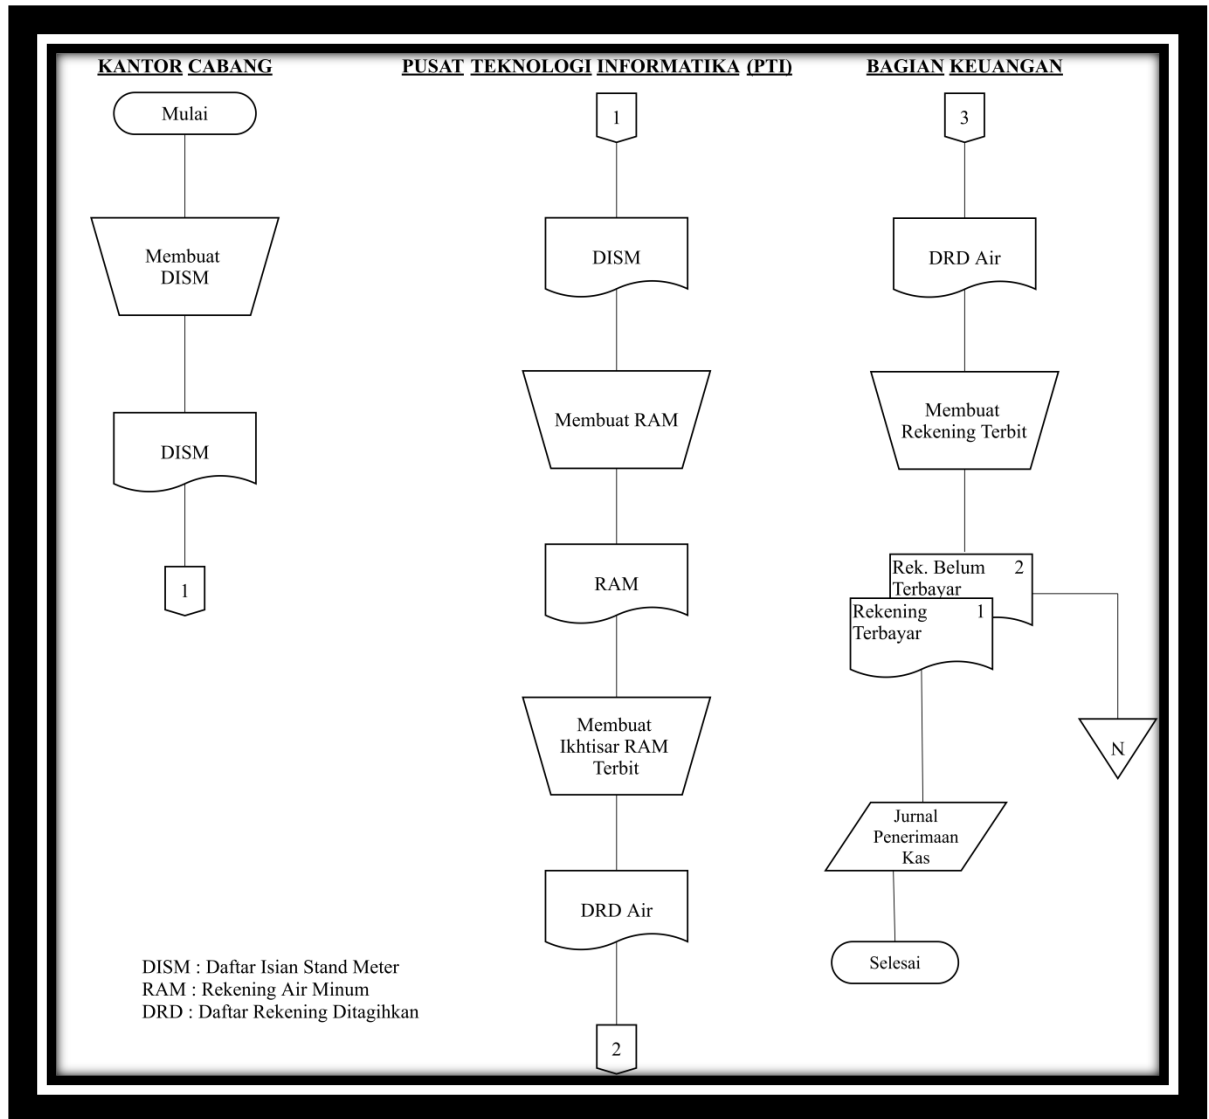 KANTOR CABANG
Mulai
Membuat
DISM
DISM
1
PUSAT TEKNOLOGI INFORMATIKA (PTI)
1
DISM
Membuat RAM
RAM
Membuat
Ikhtisar RAM
Terbit
DRD Air
2
BAGIAN KEUANGAN
3
DRD Air
Membuat
Rekening Terbit
Rek. Belum 2
Terbayar
Rekening 1
Terbayar
N
Jurnal
Penerimaan
Kas
Selesai
DISM : Daftar Isian Stand Meter
RAM : Rekening Air Minum
DRD : Daftar Rekening Ditagihkan